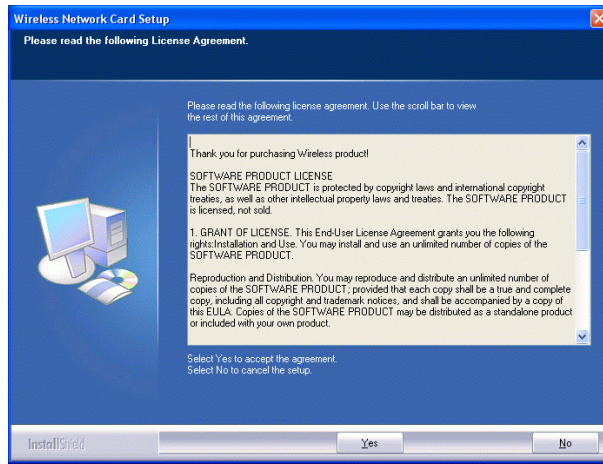 Wireless Network Card Setup
Please read the following License Agreement.
Please read the following license agreement. Use the scroll bar to view
the rest of this agreement.
Thank you for purchasing Wireless product!
SOFTWARE PRODUCT LICENSE
The SOFTWARE PRODUCT is protected by copyright laws and international copyright
treaties, as well as other intellectual property laws and treaties. The SOFTWARE PRODUCT
is licensed, not sold.
1. GRANT OF LICENSE. This End-User License Agreement grants you the following
rights:Installation and Use. You may install and use an unlimited number of copies of the
SOFTWARE PRODUCT.
Reproduction and Distribution. You may reproduce and distribute an unlimited number of
copies of the SOFTWARE PRODUCT; provided that each copy shall be a true and complete
copy, including all copyright and trademark notices, and shall be accompanied by a copy of
this EULA. Copies of the SOFTWARE PRODUCT may be distributed as a standalone product
or included with your own product.
Select Yes to accept the agreement.
Select No to cancel the setup.
InstallShield
Yes
No